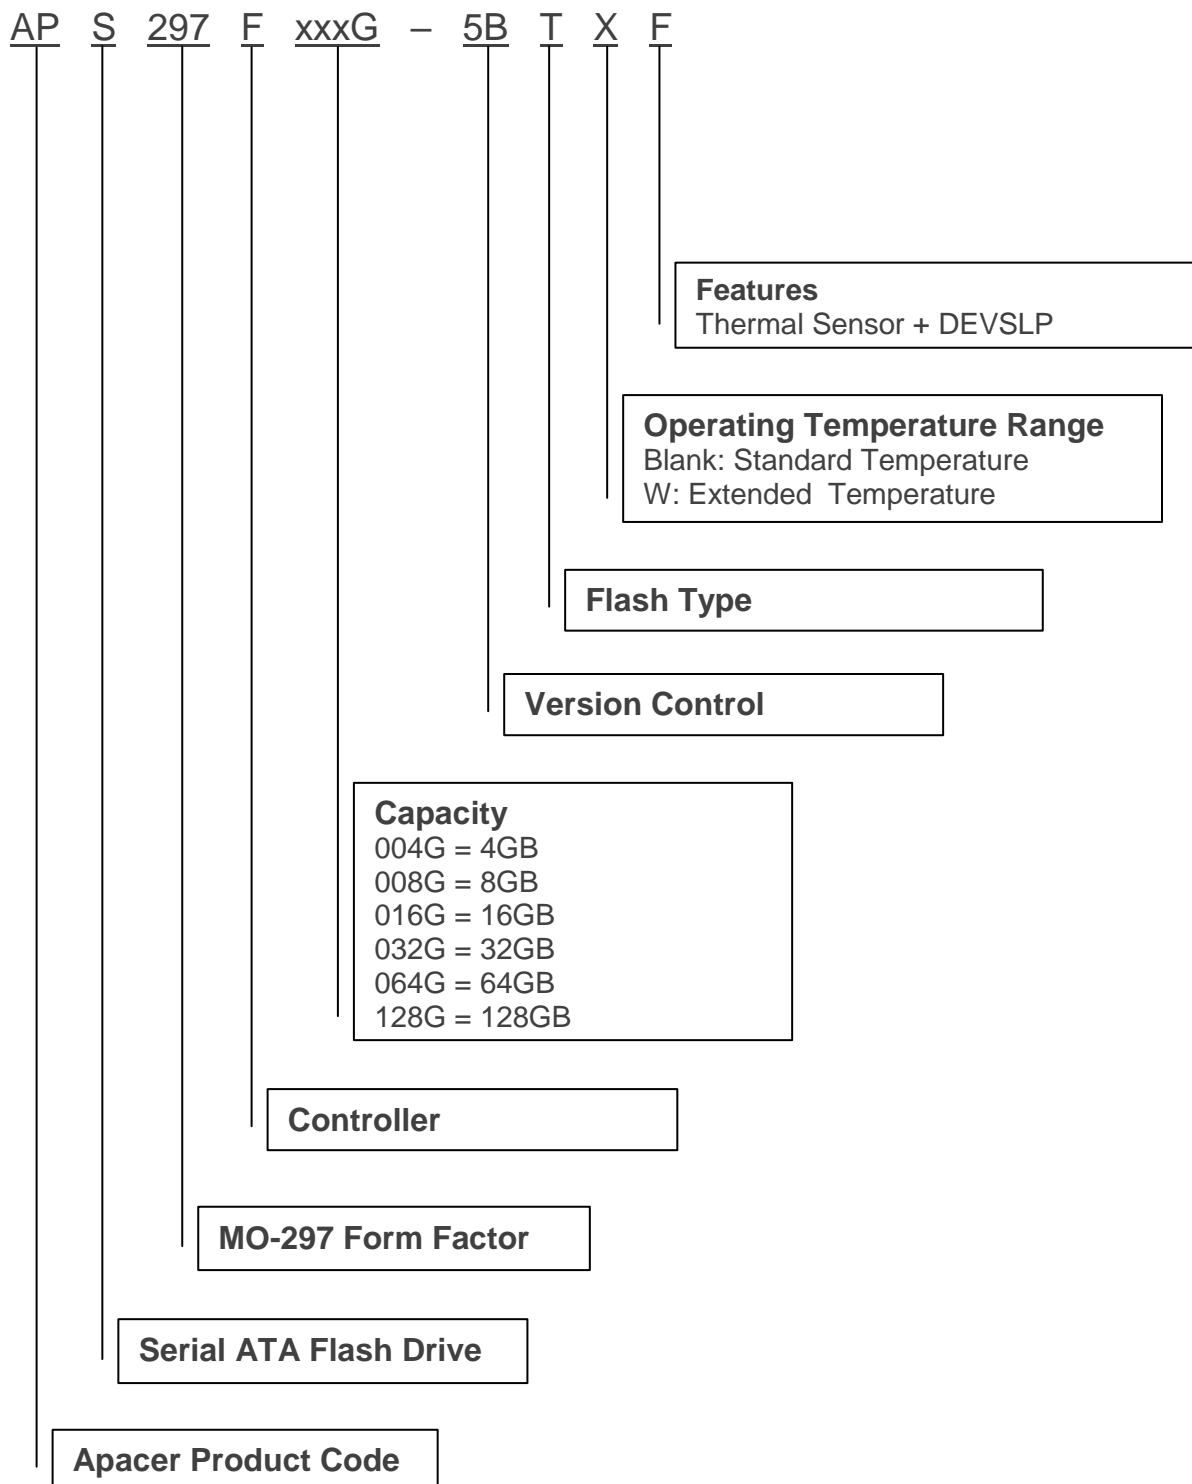 AP S 297 F xxxG – 5B T X F
Features
Thermal Sensor + DEVSLP
Operating Temperature Range
Blank: Standard Temperature
W: Extended Temperature
Flash Type
Version Control
Capacity
004G = 4GB
008G = 8GB
016G = 16GB
032G = 32GB
064G = 64GB
128G = 128GB
Controller
MO-297 Form Factor
Serial ATA Flash Drive
Apacer Product Code